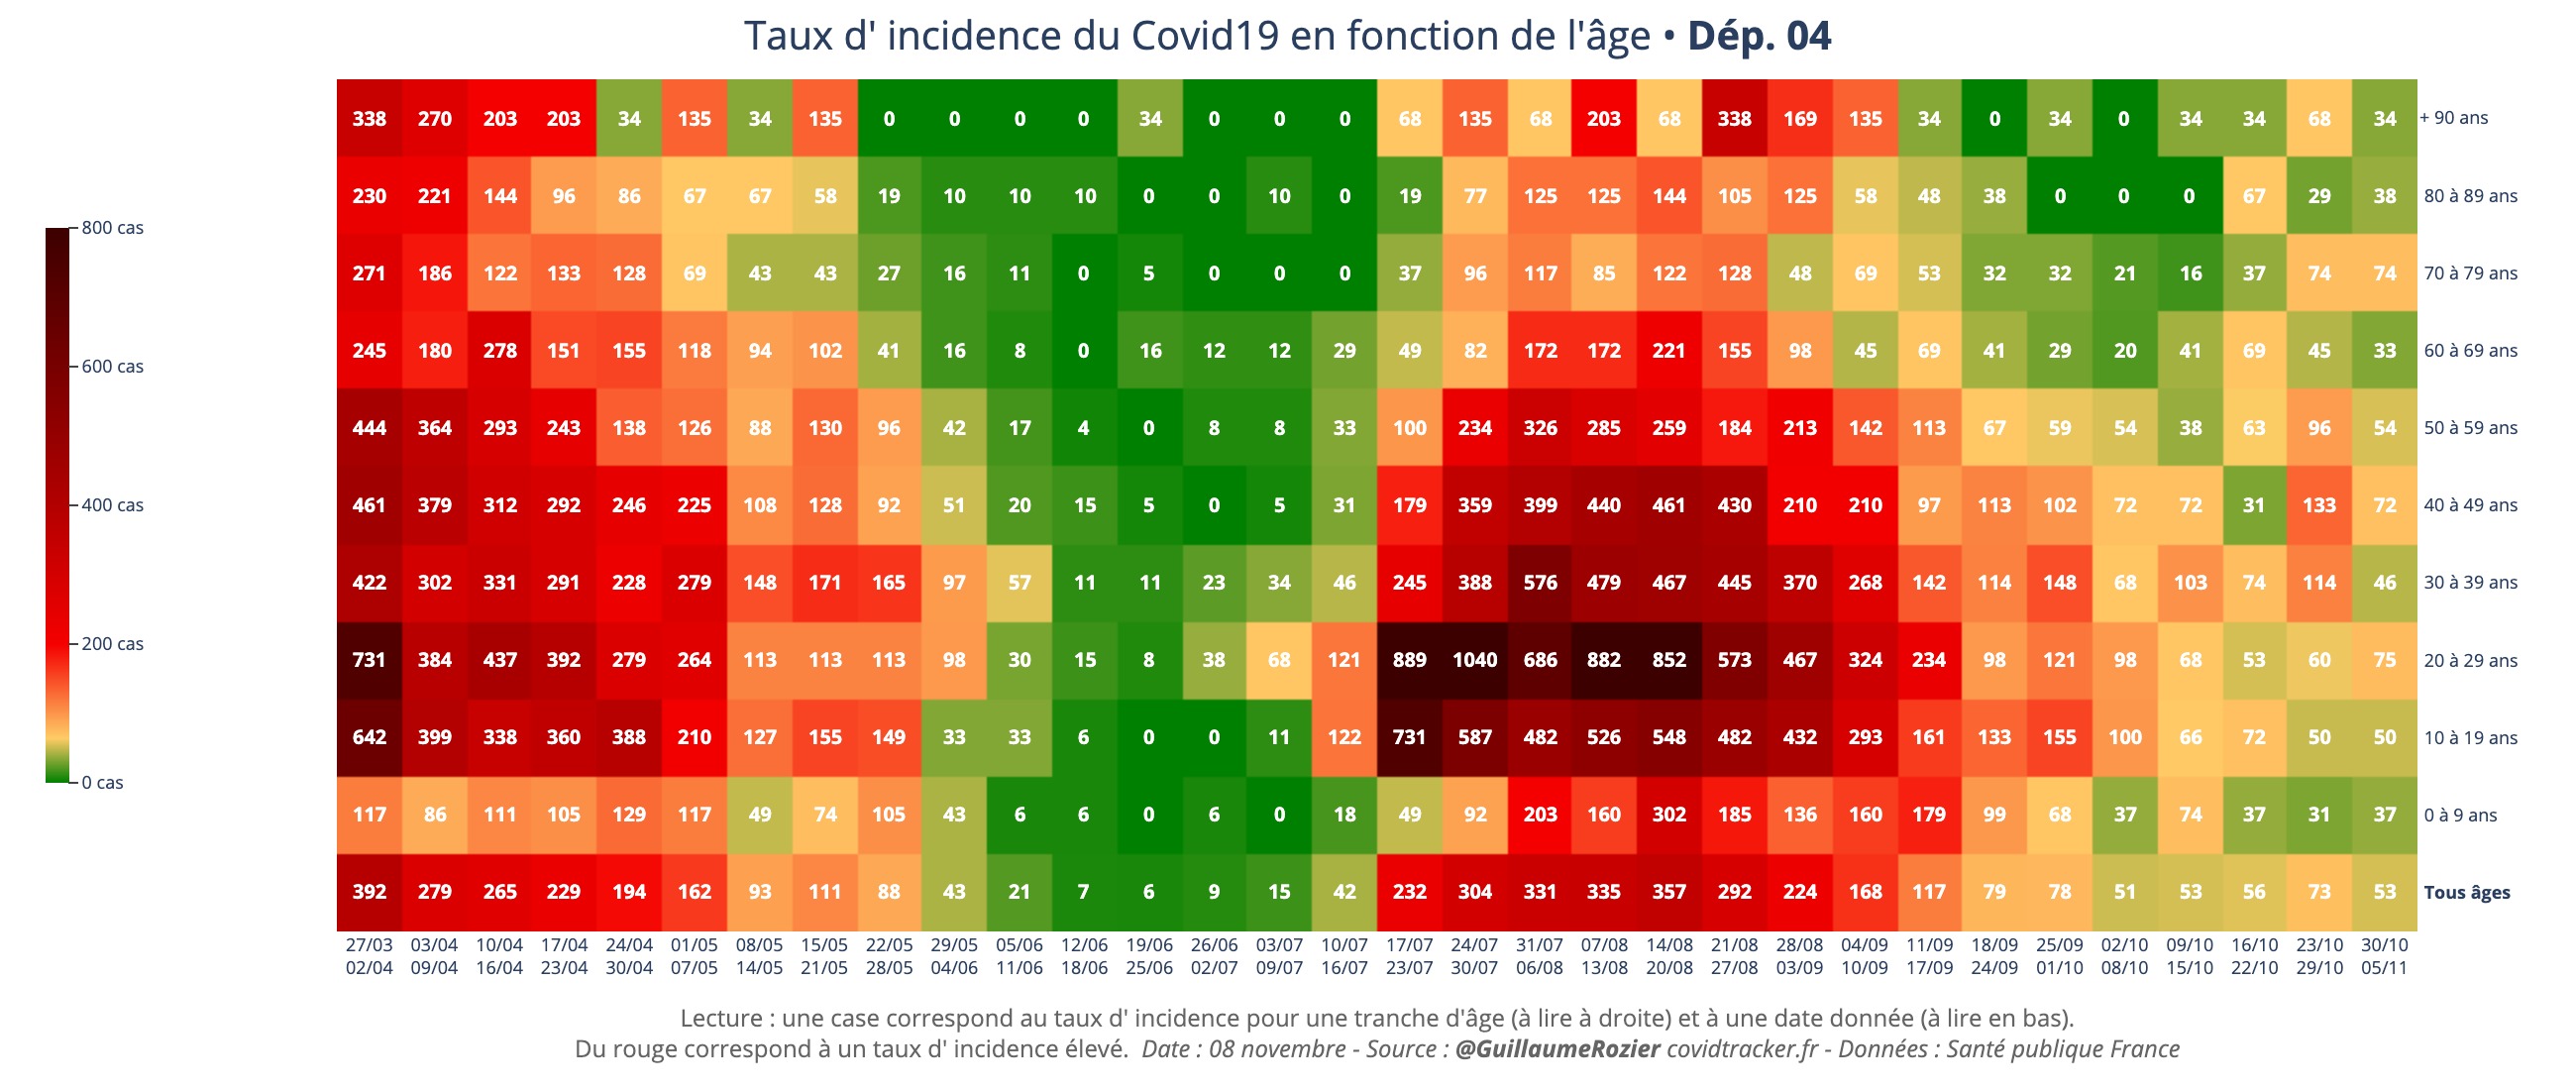 Taux d' incidence du Covid19 en fonction de l'âge • Dép. 04
800 cas
600 cas
400 cas
200 cas
0 cas
338 270 203 203 34 135 34 135 0 0 0 0 34 0 0 0 68 135 68 203 68 338 169 135 34 0 34 0 34 34 68 34 + 90 ans
230 221 144 96 86 67 67 58 19 10 10 10 0 0 10 0 19 77 125 125 144 105 125 58 48 38 0 0 0 67 29 38 80 à 89 ans
271 186 122 133 128 69 43 43 27 16 11 0 5 0 0 0 37 96 117 85 122 128 48 69 53 32 32 21 16 37 74 74 70 à 79 ans
245 180 278 151 155 118 94 102 41 16 8 0 16 12 12 29 49 82 172 172 221 155 98 45 69 41 29 20 41 69 45 33 60 à 69 ans
444 364 293 243 138 126 88 130 96 42 17 4 0 8 8 33 100 234 326 285 259 184 213 142 113 67 59 54 38 63 96 54 50 à 59 ans
461 379 312 292 246 225 108 128 92 51 20 15 5 0 5 31 179 359 399 440 461 430 210 210 97 113 102 72 72 31 133 72 40 à 49 ans
422 302 331 291 228 279 148 171 165 97 57 11 11 23 34 46 245 388 576 479 467 445 370 268 142 114 148 68 103 74 114 46 30 à 39 ans
731 384 437 392 279 264 113 113 113 98 30 15 8 38 68 121 889 1040 686 882 852 573 467 324 234 98 121 98 68 53 60 75 20 à 29 ans
642 399 338 360 388 210 127 155 149 33 33 6 0 0 11 122 731 587 482 526 548 482 432 293 161 133 155 100 66 72 50 50 10 à 19 ans
117 86 111 105 129 117 49 74 105 43 6 6 0 6 0 18 49 92 203 160 302 185 136 160 179 99 68 37 74 37 31 37 0 à 9 ans
392 279 265 229 194 162 93 111 88 43 21 7 6 9 15 42 232 304 331 335 357 292 224 168 117 79 78 51 53 56 73 53 Tous âges
27/03 03/04 10/04 17/04 24/04 01/05 08/05 15/05 22/05 29/05 05/06 12/06 19/06 26/06 03/07 10/07 17/07 24/07 31/07 07/08 14/08 21/08 28/08 04/09 11/09 18/09 25/09 02/10 09/10 16/10 23/10 30/10
02/04 09/04 16/04 23/04 30/04 07/05 14/05 21/05 28/05 04/06 11/06 18/06 25/06 02/07 09/07 16/07 23/07 30/07 06/08 13/08 20/08 27/08 03/09 10/09 17/09 24/09 01/10 08/10 15/10 22/10 29/10 05/11
Lecture : une case correspond au taux d' incidence pour une tranche d'âge (à lire à droite) et à une date donnée (à lire en bas).
Du rouge correspond à un taux d' incidence élevé. Date : 08 novembre - Source : @GuillaumeRozier covidtracker.fr - Données : Santé publique France